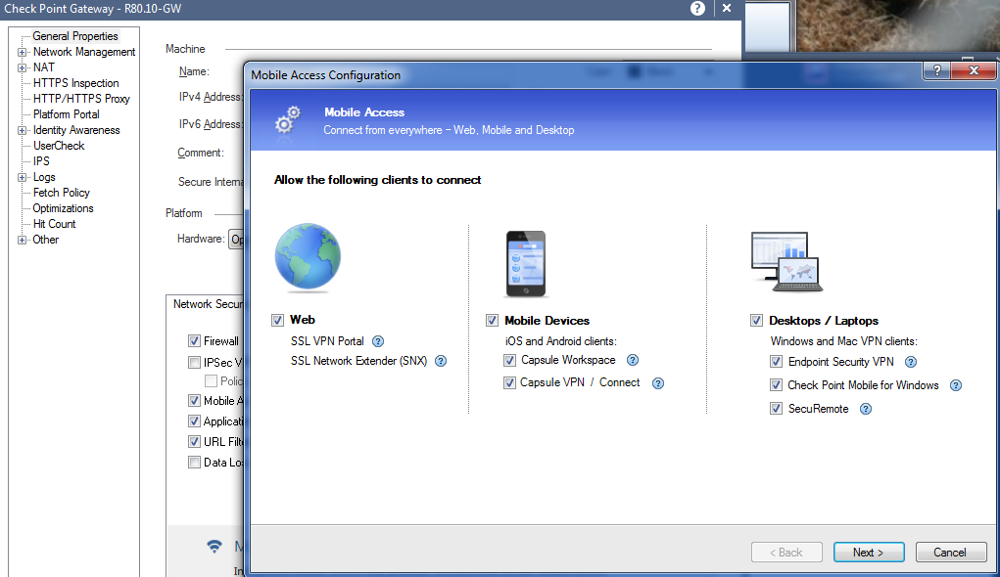 Check Point Gateway - R80.10-GW
General Properties
Network Management
NAT
HTTPS Inspection
HTTP/HTTPS Proxy
Platform Portal
Identity Awareness
UserCheck
IPS
Logs
Fetch Policy
Optimizations
Hit Count
Other
Machine
Name:
IPv4 Address:
IPv6 Address:
Comment:
Secure Interna
Platform
Hardware:
Network Secur
Firewall
IPSec V
Polic
Mobile A
Applicati
URL Filt
Data Lo
Mobile Access Configuration
Mobile Access
Connect from everywhere – Web, Mobile and Desktop
Allow the following clients to connect
Web
SSL VPN Portal
SSL Network Extender (SNX)
Mobile Devices
iOS and Android clients:
Capsule Workspace
Capsule VPN / Connect
Desktops / Laptops
Windows and Mac VPN clients:
Endpoint Security VPN
Check Point Mobile for Windows
SecuRemote
< Back
Next >
Cancel